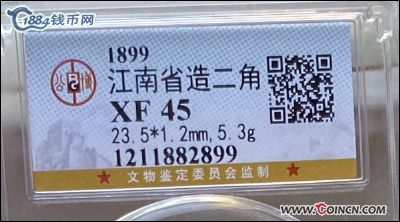 1884钱币网
1899
江南省造二角
XF 45
23.5*1.2mm,5.3g
1211882899
文物鉴定委员会监制
www.COINCN.COM